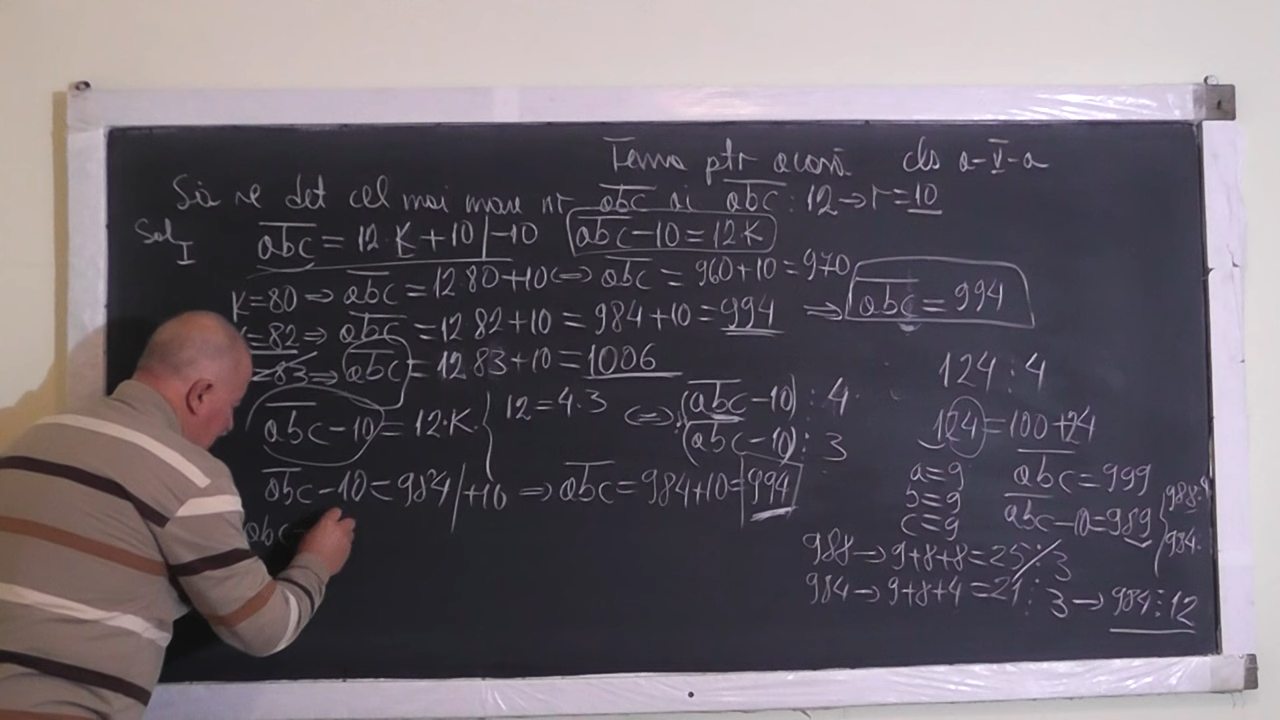 Temă ptr acasă cls a-V-a
Să se det cel mai mare nr abc ai abc : 12 → r = 10
Sol I abc = 12·K + 10 | -10 abc - 10 = 12·K
K = 80 ⇒ abc = 12·80 + 10 ⇔ abc = 960 + 10 = 970
= 82 ⇒ abc = 12·82 + 10 = 984 + 10 = 994 ⇒ abc = 994
= 83 ⇒ abc = 12·83 + 10 = 1006
abc - 10 = 12·K 12 = 4·3 ⇔ (abc - 10) ⋮ 4
(abc - 10) ⋮ 3
abc - 10 = 984 | +10 ⇒ abc = 984 + 10 = 994
abc
124 ⋮ 4
124 = 100 + 24
a = 9 abc = 999
b = 9
c = 9 abc - 10 = 989
988 ⋮ 4
984
988 → 9 + 8 + 8 = 25 ⋮̸ 3
984 → 9 + 8 + 4 = 21 ⋮ 3 → 984 ⋮ 12